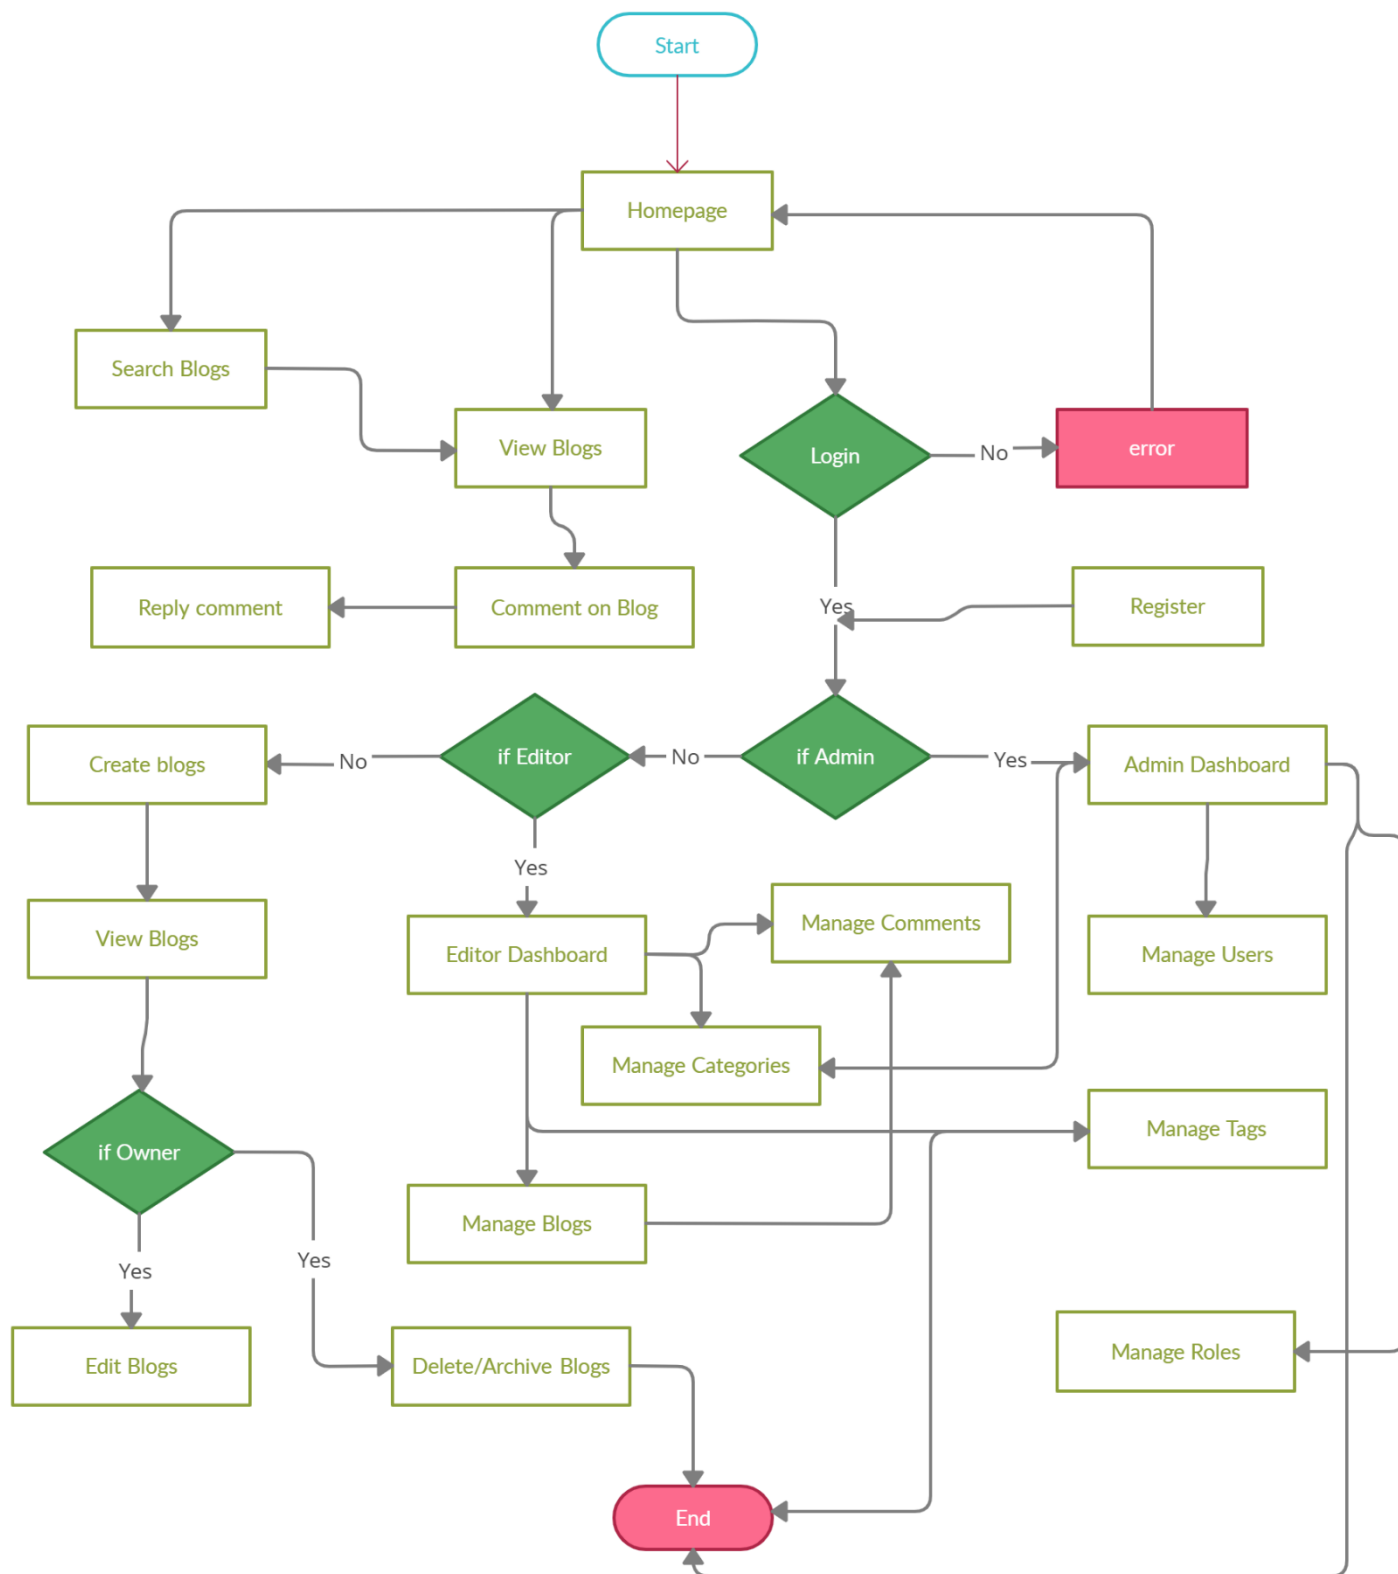 Start
Homepage
Search Blogs
View Blogs
Login
No
error
Reply comment
Comment on Blog
Yes
Register
Create blogs
No
if Editor
No
if Admin
Yes
Admin Dashboard
Yes
View Blogs
Editor Dashboard
Manage Comments
Manage Users
Manage Categories
if Owner
Manage Tags
Manage Blogs
Yes
Yes
Edit Blogs
Delete/Archive Blogs
Manage Roles
End